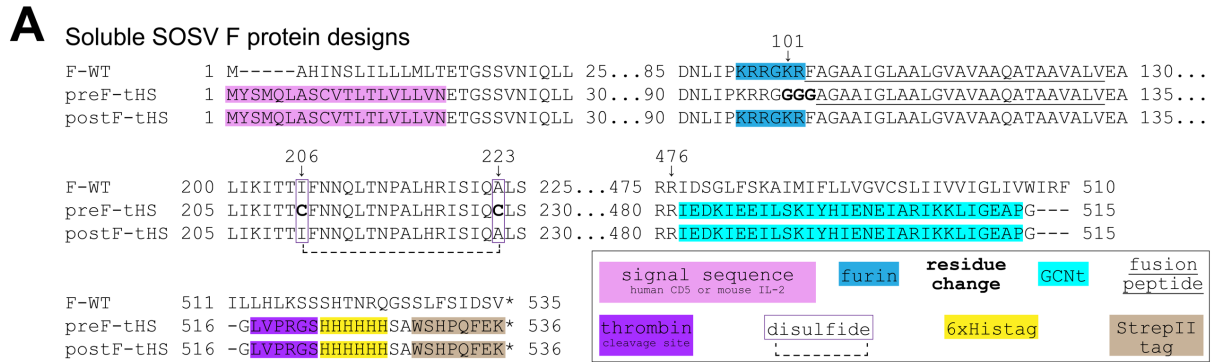 A Soluble SOSV F protein designs
101
F-WT 1 M-----AHINSLILLLMLTETGSSVNIQLL 25...85 DNLIPKRRGKRFAGAAIGLAALGVAVAAQATAAVALVEA 130...
preF-tHS 1 MYSMQLASCVTLTLVLLVNETGSSVNIQLL 30...90 DNLIPKRRGGGGAGAAIGLAALGVAVAAQATAAVALVEA 135...
postF-tHS 1 MYSMQLASCVTLTLVLLVNETGSSVNIQLL 30...90 DNLIPKRRGKRFAGAAIGLAALGVAVAAQATAAVALVEA 135...
206 223 476
F-WT 200 LIKITTIFNNQLTNPALHRISIQALS 225...475 RRIDSGLFSKAIMIFLLVGVCSLIIVVIGLIVWIRF 510
preF-tHS 205 LIKITTCFNNQLTNPALHRISIQCLS 230...480 RRIEDKIEEILSKIYHIENEIARIKKLIGEAPG--- 515
postF-tHS 205 LIKITTIFNNQLTNPALHRISIQALS 230...480 RRIEDKIEEILSKIYHIENEIARIKKLIGEAPG--- 515
F-WT 511 ILLHLKSSSSHTNRQGSSLFSIDSV* 535
preF-tHS 516 -GLVPRGSHHHHHHSAWSHPQFEK* 536
postF-tHS 516 -GLVPRGSHHHHHHSAWSHPQFEK* 536
signal sequence
human CD5 or mouse IL-2
furin
residue
change
GCNt
fusion
peptide
thrombin
cleavage site
disulfide
6xHistag
StrepII
tag